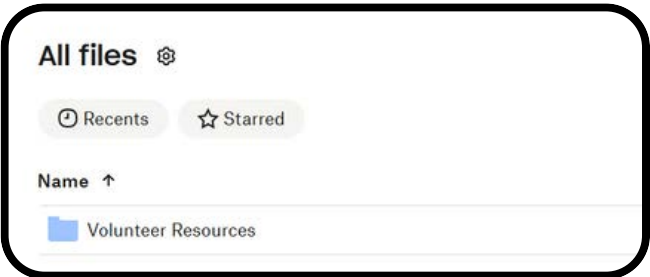 All files
Recents Starred
Name ↑
Volunteer Resources